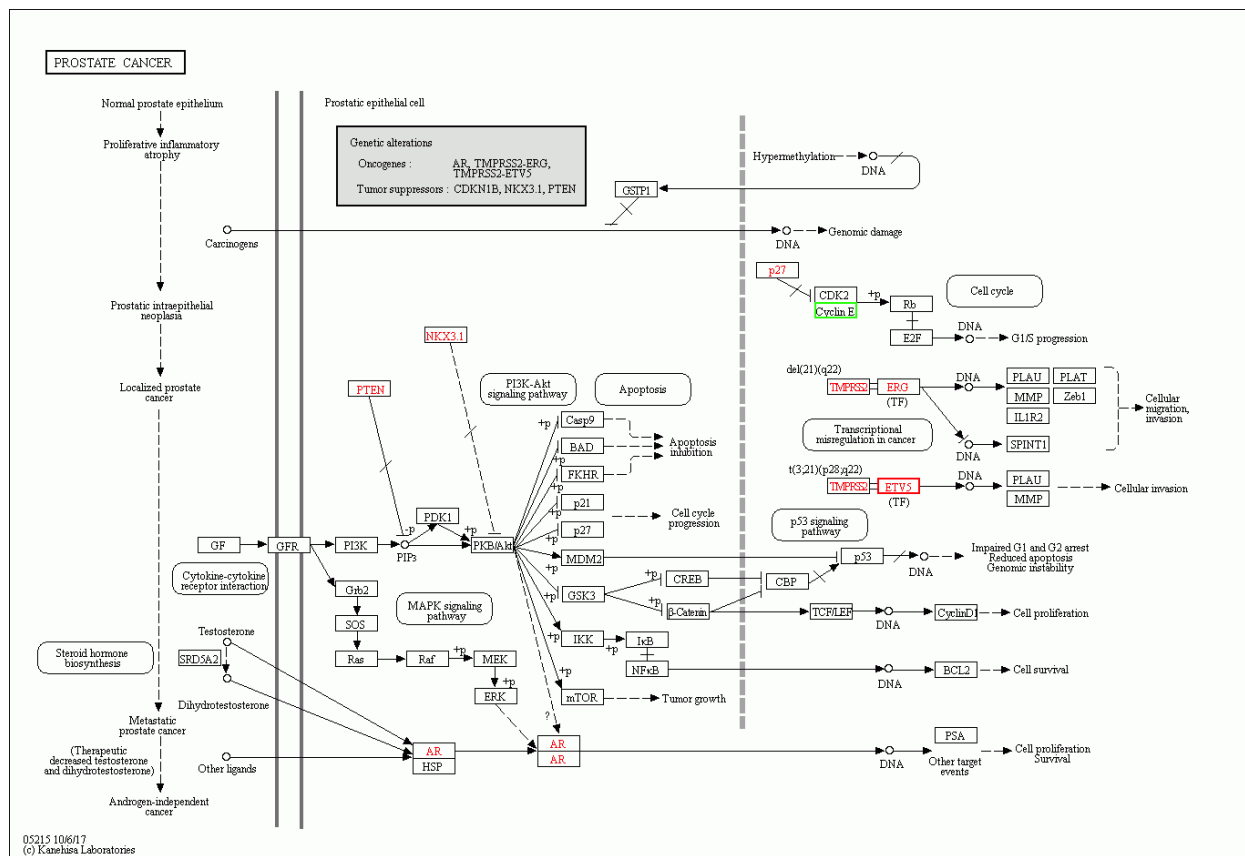 PROSTATE CANCER
Normal prostate epithelium
Proliferative inflammatory
atrophy
Prostatic intraepithelial
neoplasia
Localized prostate
cancer
Metastatic
prostate cancer
(Therapeutic
decreased testosterone
and dihydrotestosterone)
Androgen-independent
cancer
Prostatic epithelial cell
Genetic alterations
Oncogenes : AR, TMPRSS2-ERG,
TMPRSS2-ETV5
Tumor suppressors : CDKN1B, NKX3.1, PTEN
Hypermethylation
DNA
GSTP1
Carcinogens
DNA
Genomic damage
p27
CDK2
Cyclin E
+p
Rb
E2F
Cell cycle
DNA
G1/S progression
NKX3.1
PTEN
PI3K-Akt
signaling pathway
Apoptosis
del(21)(q22)
TMPRSS2
ERG
(TF)
DNA
PLAU
PLAT
MMP
Zeb1
IL1R2
SPINT1
DNA
Cellular
migration,
invasion
Transcriptional
misregulation in cancer
t(3;21)(p28;q22)
TMPRSS2
ETV5
(TF)
DNA
PLAU
MMP
Cellular invasion
+p
Casp9
+p
BAD
+p
FKHR
Apoptosis
inhibition
+p
p21
+p
p27
Cell cycle
progression
+p
MDM2
p53 signaling
pathway
p53
DNA
Impaired G1 and G2 arrest
Reduced apoptosis
Genomic instability
GF
GFR
PI3K
PIP3
-p
PDK1
+p
PKB/Akt
Cytokine-cytokine
receptor interaction
Grb2
SOS
Ras
Raf
+p
MEK
+p
ERK
MAPK signaling
pathway
+p
GSK3
+p
CREB
CBP
+p
β-Catenin
TCF/LEF
DNA
CyclinD1
Cell proliferation
+p
IKK
+p
IκB
NFκB
DNA
BCL2
Cell survival
+p
mTOR
Tumor growth
?
Steroid hormone
biosynthesis
Testosterone
SRD5A2
Dihydrotestosterone
Other ligands
AR
HSP
AR
AR
DNA
PSA
Other target
events
Cell proliferation
Survival
05215 10/6/17
(c) Kanehisa Laboratories